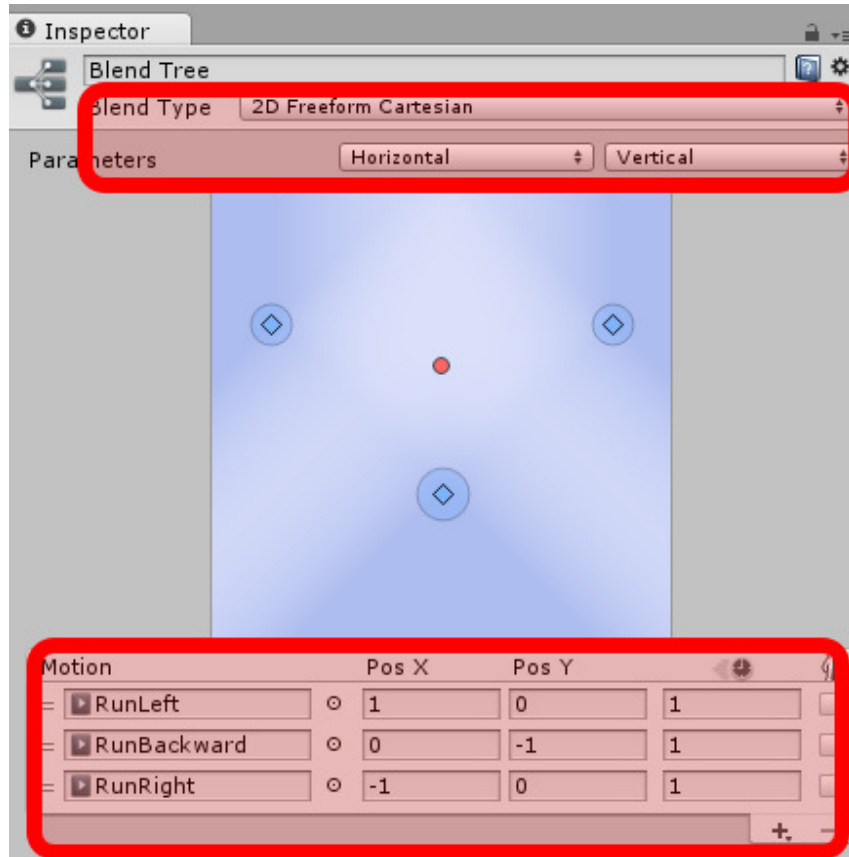 Inspector
Blend Tree
Blend Type 2D Freeform Cartesian
Parameters Horizontal Vertical
Motion Pos X Pos Y
RunLeft 1 0 1
RunBackward 0 -1 1
RunRight -1 0 1